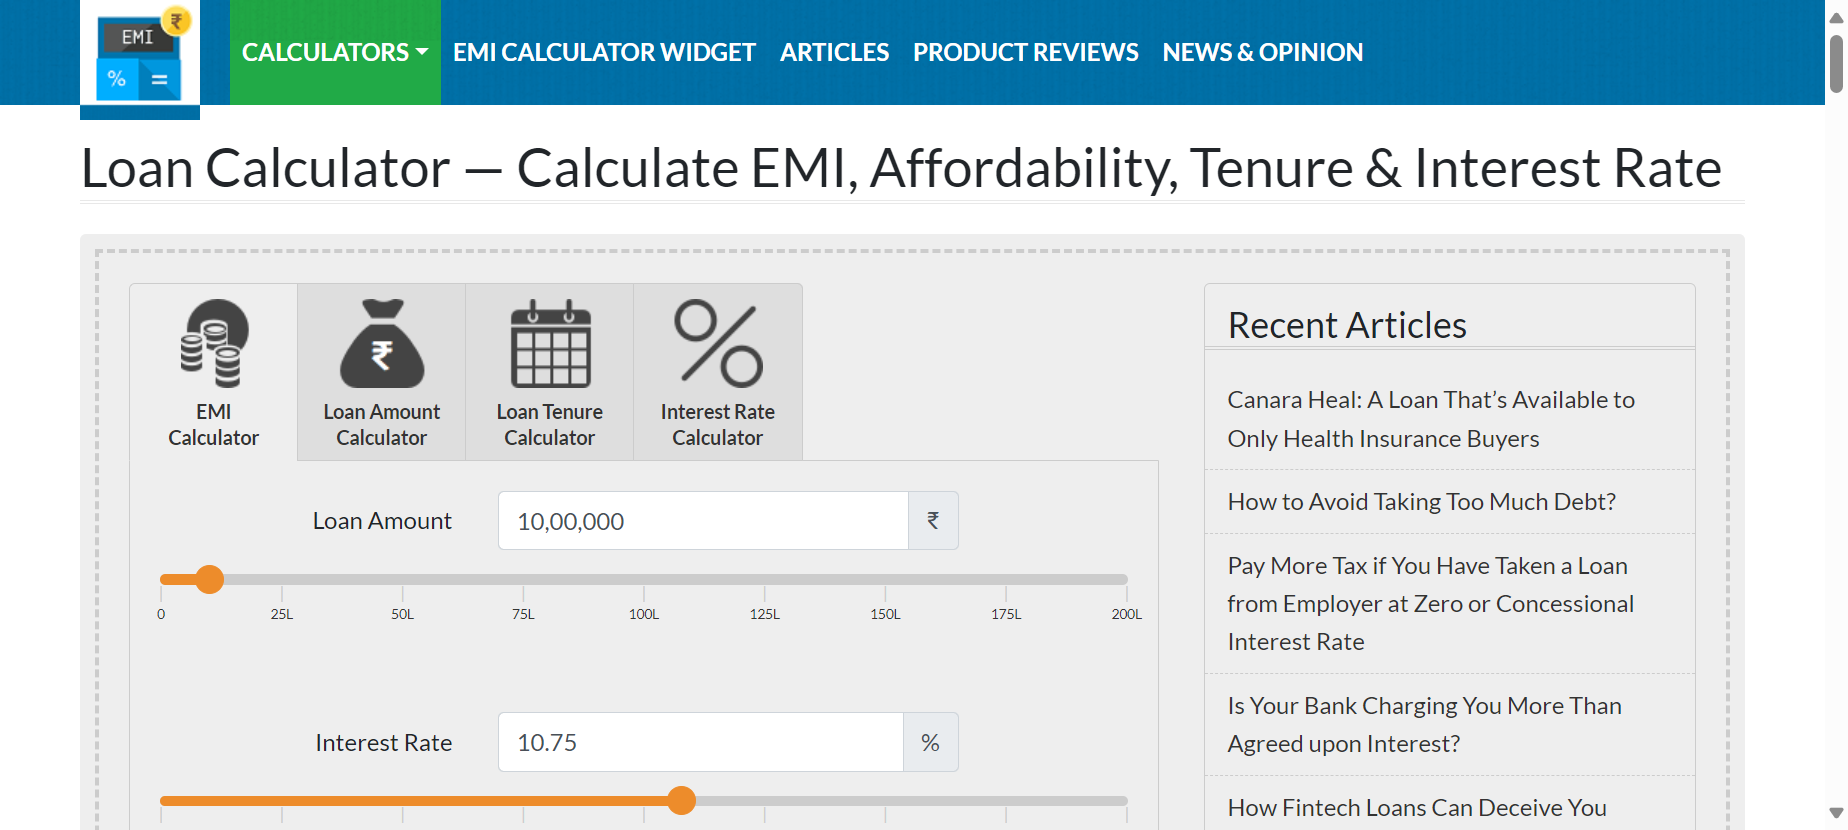 EMI
₹
%
=
CALCULATORS
EMI CALCULATOR WIDGET
ARTICLES
PRODUCT REVIEWS
NEWS & OPINION
Loan Calculator — Calculate EMI, Affordability, Tenure & Interest Rate
EMI
Calculator
₹
Loan Amount
Calculator
Loan Tenure
Calculator
Interest Rate
Calculator
Loan Amount
10,00,000
₹
0
25L
50L
75L
100L
125L
150L
175L
200L
Interest Rate
10.75
%
Recent Articles
Canara Heal: A Loan That’s Available to
Only Health Insurance Buyers
How to Avoid Taking Too Much Debt?
Pay More Tax if You Have Taken a Loan
from Employer at Zero or Concessional
Interest Rate
Is Your Bank Charging You More Than
Agreed upon Interest?
How Fintech Loans Can Deceive You